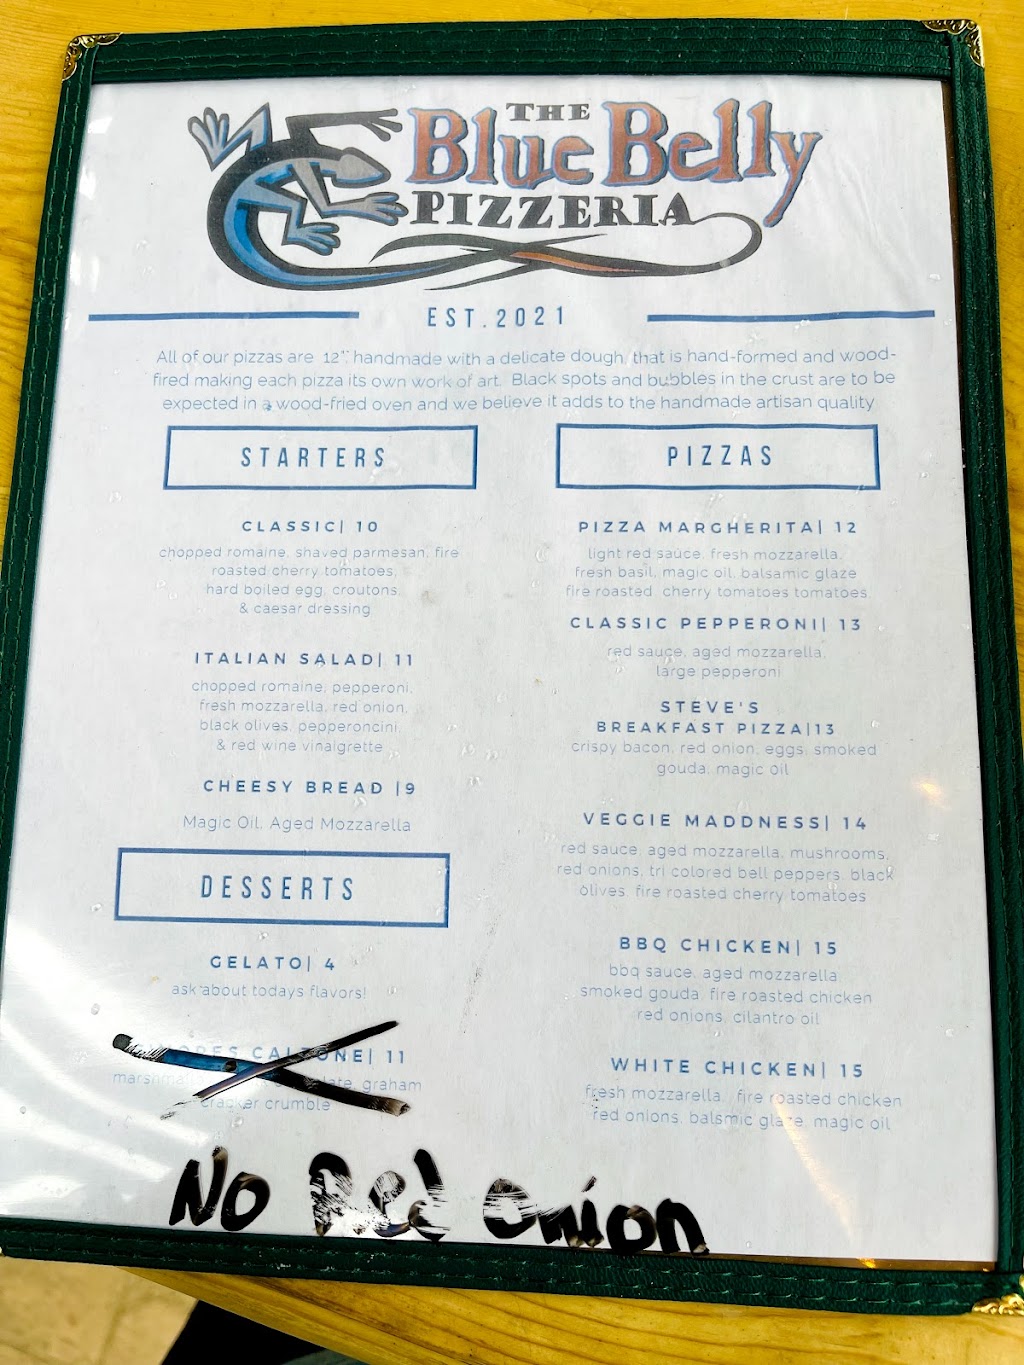 THE
Blue Belly
PIZZERIA
EST.2021
All of our pizzas are 12" handmade with a delicate dough, that is hand-formed and wood-
fired making each pizza its own work of art. Black spots and bubbles in the crust are to be
expected in a wood-fried oven and we believe it adds to the handmade artisan quality
STARTERS
CLASSIC| 10
chopped romaine, shaved parmesan, fire
roasted cherry tomatoes,
hard boiled egg, croutons,
& caesar dressing
ITALIAN SALAD| 11
chopped romaine, pepperoni,
fresh mozzarella, red onion,
black olives, pepperoncini,
& red wine vinaigrette
CHEESY BREAD |9
Magic Oil, Aged Mozzarella
DESSERTS
GELATO| 4
ask about todays flavors!
CALZONE| 11
graham
cracker crumble
PIZZAS
PIZZA MARGHERITA| 12
light red sauce, fresh mozzarella,
fresh basil, magic oil, balsamic glaze
fire roasted cherry tomatoes tomatoes
CLASSIC PEPPERONI| 13
red sauce, aged mozzarella,
large pepperoni
STEVE'S
BREAKFAST PIZZA|13
crispy bacon, red onion, eggs, smoked
gouda, magic oil
VEGGIE MADDNESS| 14
red sauce, aged mozzarella, mushrooms,
red onions, tri colored bell peppers, black
olives, fire roasted cherry tomatoes
BBQ CHICKEN| 15
bbq sauce, aged mozzarella,
smoked gouda, fire roasted chicken
red onions, cilantro oil
WHITE CHICKEN| 15
fresh mozzarella, fire roasted chicken
red onions, balsmic glaze, magic oil
No Red Onion